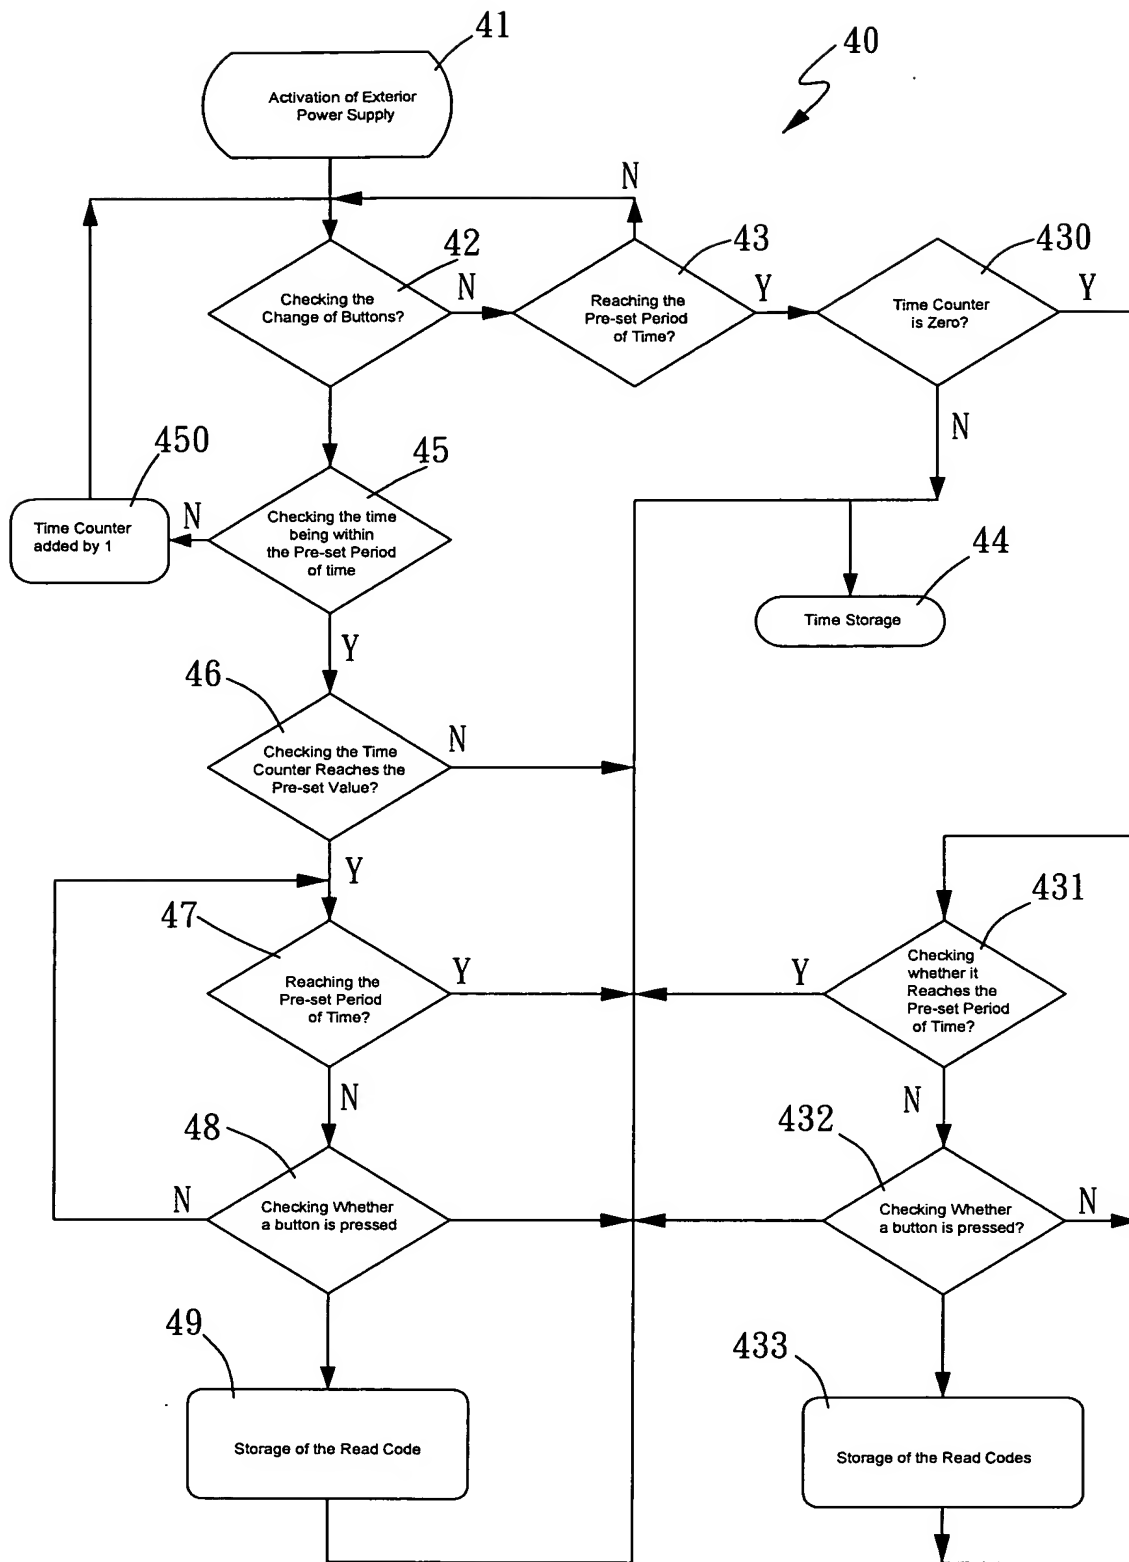 41
40
Activation of Exterior
Power Supply
N
42
43
430
Checking the
Change of Buttons?
N
Reaching the
Pre-set Period
of Time?
Y
Time Counter
is Zero?
Y
N
450
45
Time Counter
added by 1
N
Checking the time
being within
the Pre-set Period
of time
44
Time Storage
Y
46
Checking the Time
Counter Reaches the
Pre-set Value?
N
Y
47
431
Reaching the
Pre-set Period
of Time?
Y
Y
Checking
whether it
Reaches the
Pre-set Period
of Time?
N
N
48
432
N
Checking Whether
a button is pressed
Checking Whether
a button is pressed?
N
49
433
Storage of the Read Code
Storage of the Read Codes